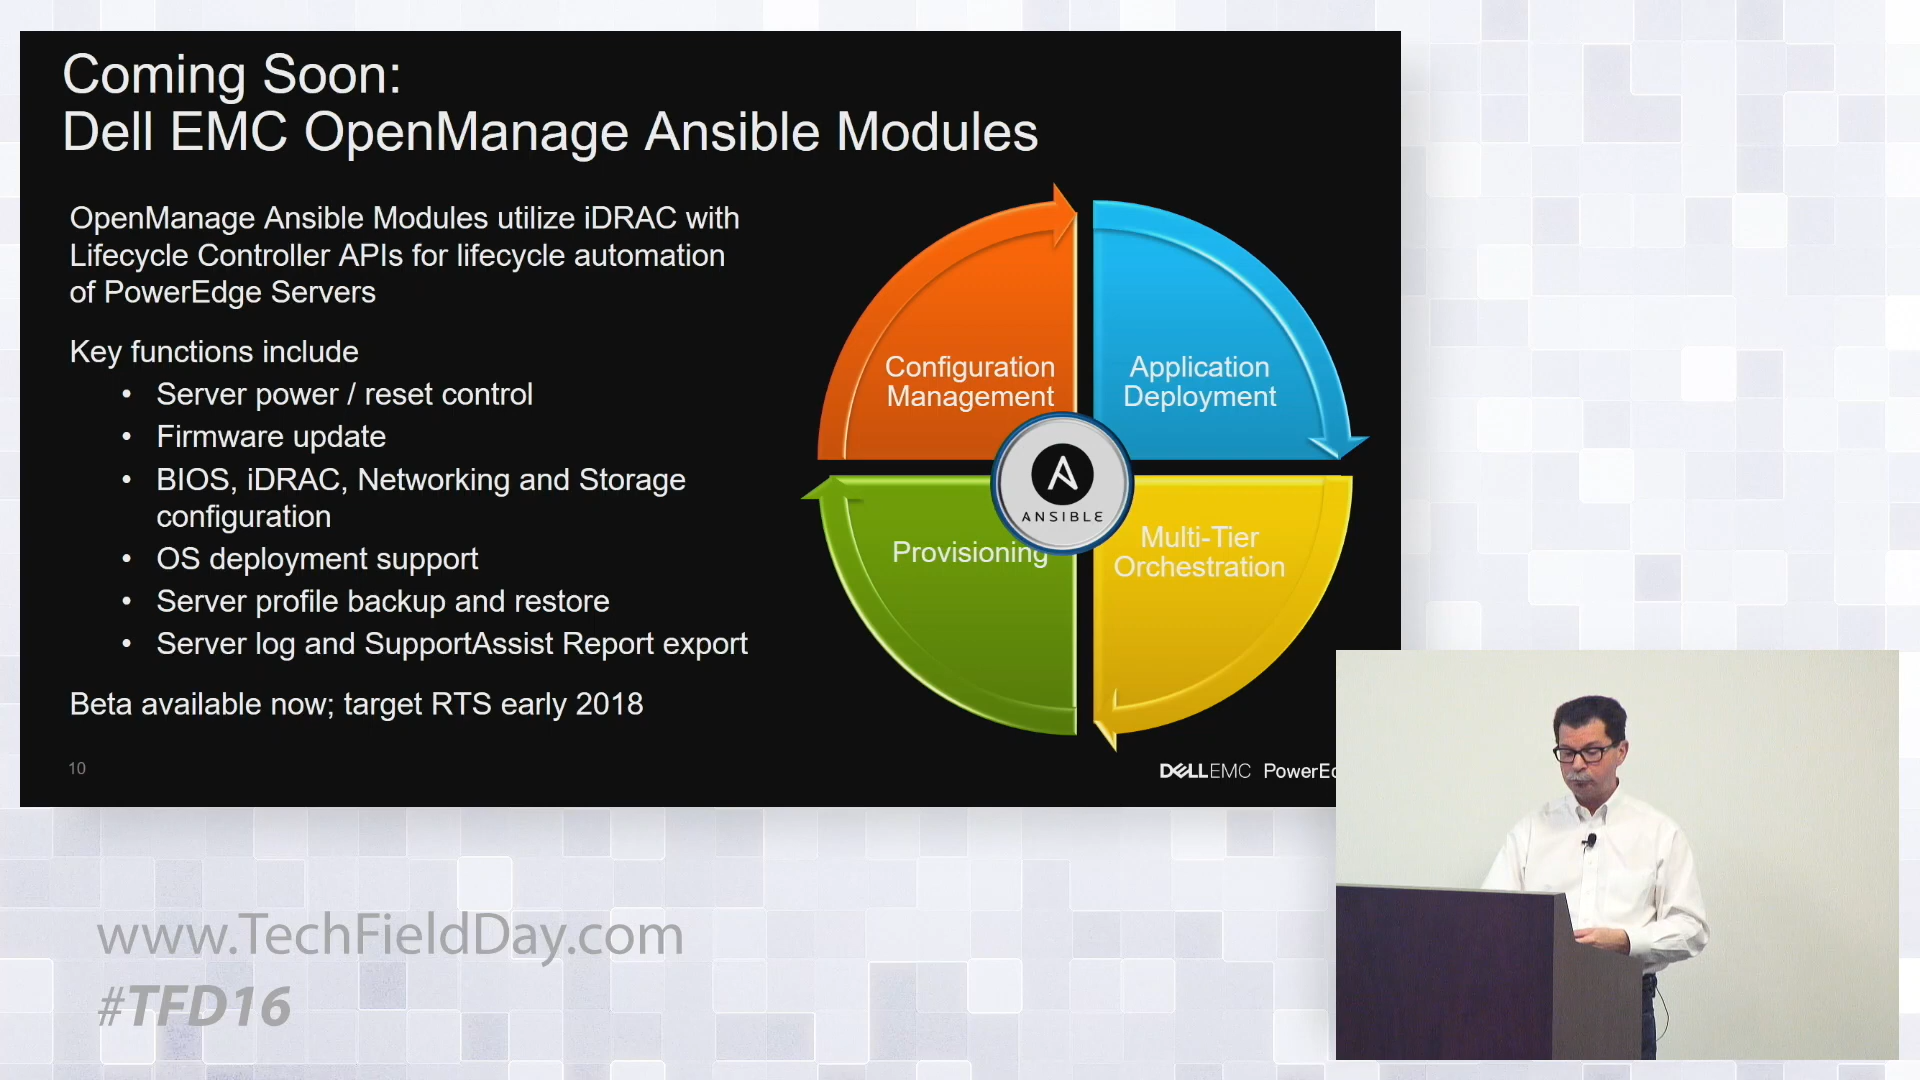 Coming Soon:
Dell EMC OpenManage Ansible Modules
OpenManage Ansible Modules utilize iDRAC with
Lifecycle Controller APIs for lifecycle automation
of PowerEdge Servers
Key functions include
• Server power / reset control
• Firmware update
• BIOS, iDRAC, Networking and Storage
configuration
• OS deployment support
• Server profile backup and restore
• Server log and SupportAssist Report export
Beta available now; target RTS early 2018
Configuration
Management
Application
Deployment
ANSIBLE
Provisioning
Multi-Tier
Orchestration
10
DELLEMC PowerEd
www.TechFieldDay.com
#TFD16